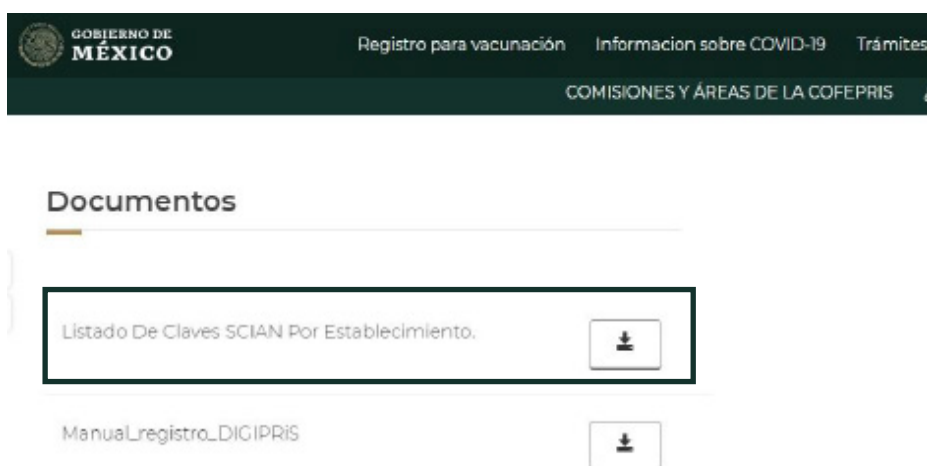 GOBIERNO DE
MÉXICO
Registro para vacunación Informacion sobre COVID-19 Trámites
COMISIONES Y ÁREAS DE LA COFEPRIS
Documentos
Listado De Claves SCIAN Por Establecimiento.
Manual_registro_DIGIPRiS